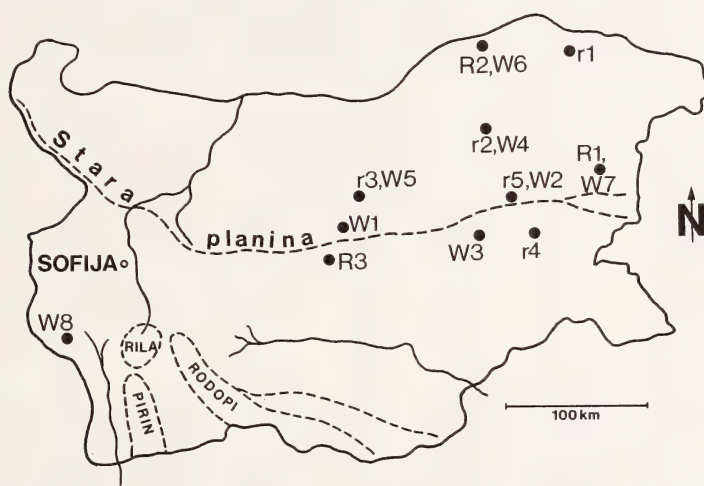 R2,W6
r1
Stara
r2,W4
R1,
W7
r3,W5
r5,W2
N
W1
planina
W3
r4
R3
SOFIJA
W8
RILA
RODOPI
PIRIN
100 km